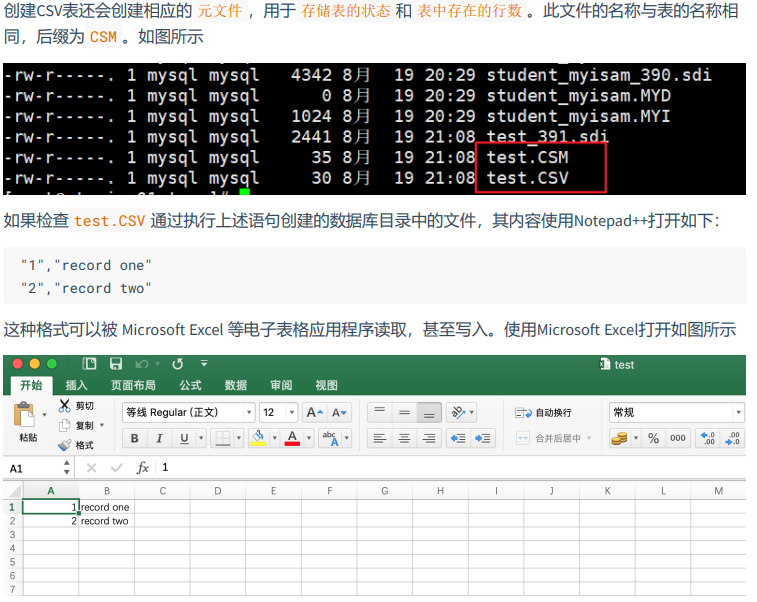 创建CSV表还会创建相应的 元文件 ，用于 存储表的状态 和 表中存在的行数 。此文件的名称与表的名称相
同，后缀为 CSM 。如图所示
-rw-r-----. 1 mysql mysql 4342 8月 19 20:29 student_myisam_390.sdi
-rw-r-----. 1 mysql mysql 0 8月 19 20:29 student_myisam.MYD
-rw-r-----. 1 mysql mysql 1024 8月 19 20:29 student_myisam.MYI
-rw-r-----. 1 mysql mysql 2441 8月 19 21:08 test_391.sdi
-rw-r-----. 1 mysql mysql 35 8月 19 21:08 test.CSM
-rw-r-----. 1 mysql mysql 30 8月 19 21:08 test.CSV
如果检查 test.CSV 通过执行上述语句创建的数据库目录中的文件，其内容使用Notepad++打开如下：
"1","record one"
"2","record two"
这种格式可以被 Microsoft Excel 等电子表格应用程序读取，甚至写入。使用Microsoft Excel打开如图所示
test
开始 插入 页面布局 公式 数据 审阅 视图
粘贴 剪切 复制 格式
等线 Regular (正文) 12 A A
B I U A abc A
自动换行
合并后居中
常规
% 000 .0 .00 .00 .0
A1 fx 1
A B C D E F G H I J K L M
1 1 record one
2 2 record two
3
4
5
6
7